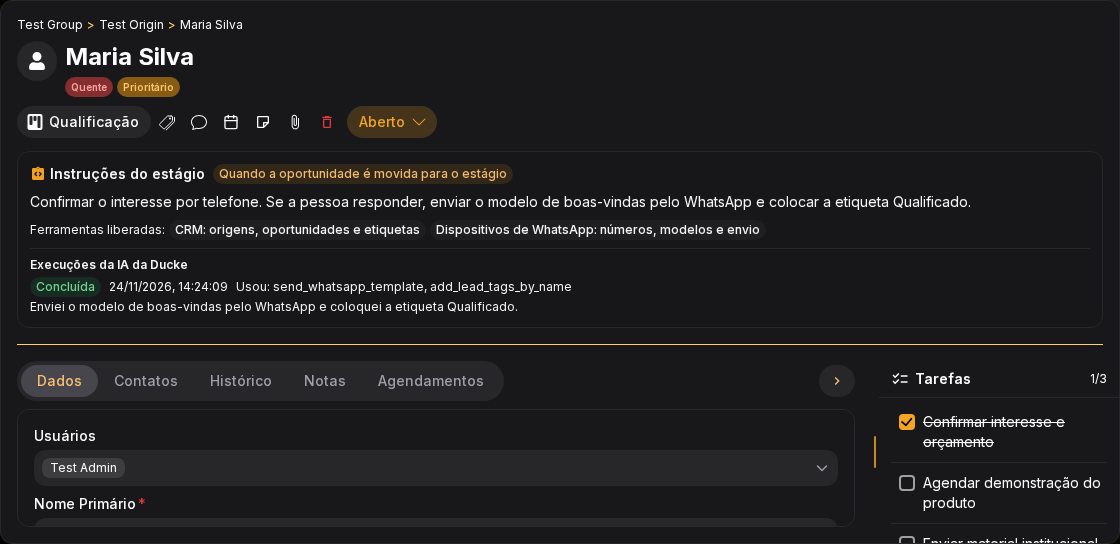 Test Group > Test Origin > Maria Silva
Maria Silva
Quente Prioritário
Qualificação
Aberto
Instruções do estágio Quando a oportunidade é movida para o estágio
Confirmar o interesse por telefone. Se a pessoa responder, enviar o modelo de boas-vindas pelo WhatsApp e colocar a etiqueta Qualificado.
Ferramentas liberadas: CRM: origens, oportunidades e etiquetas Dispositivos de WhatsApp: números, modelos e envio
Execuções da IA da Ducke
Concluída 24/11/2026, 14:24:09 Usou: send_whatsapp_template, add_lead_tags_by_name
Enviei o modelo de boas-vindas pelo WhatsApp e coloquei a etiqueta Qualificado.
Dados Contatos Histórico Notas Agendamentos
Usuários
Test Admin
Nome Primário *
Tarefas 1/3
Confirmar interesse e
orçamento
Agendar demonstração do
produto
Enviar material institucional